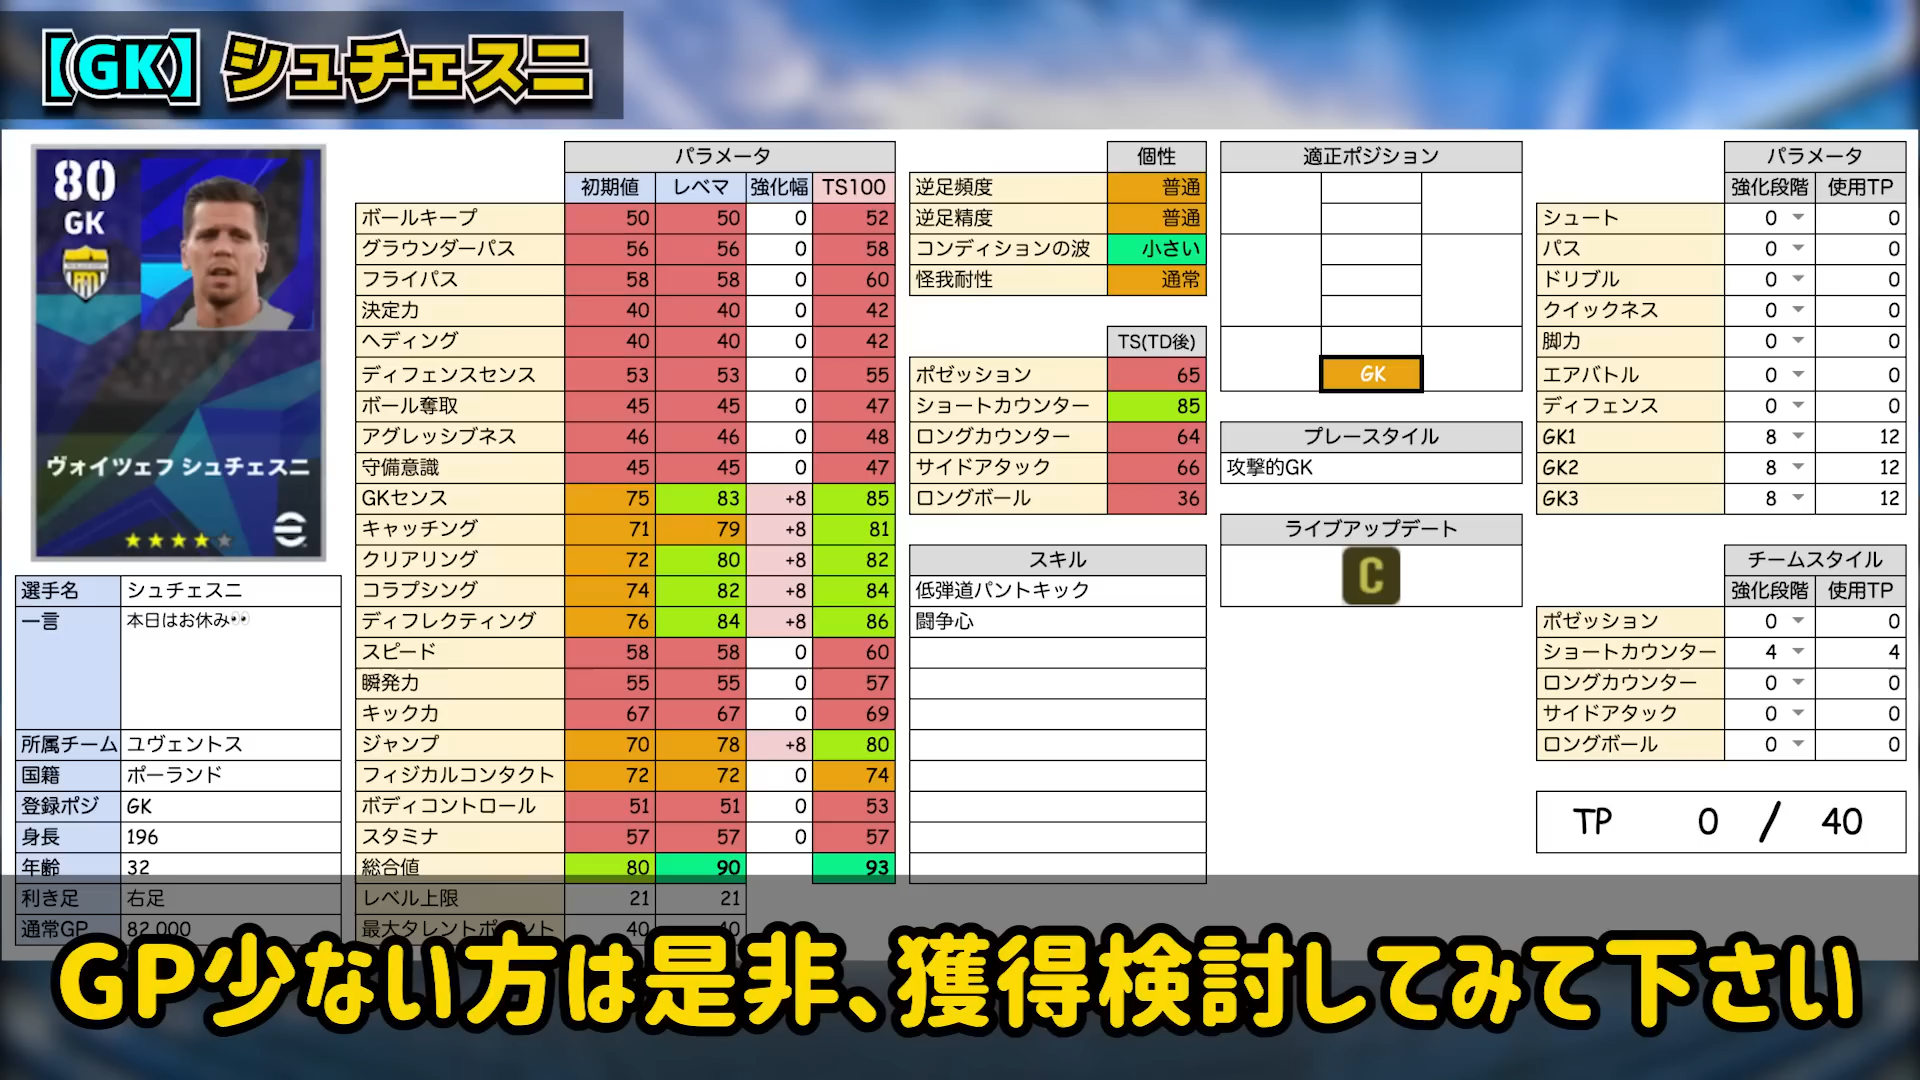 【GK】シュチェスニ
80
GK
ヴォイツェフ シュチェスニ
選手名 シュチェスニ
一言 本日はお休み👀
所属チーム ユヴェントス
国籍 ポーランド
登録ポジ GK
身長 196
年齢 32
利き足 右足
通常GP 82,000
パラメータ
初期値 レベマ 強化幅 TS100
ボールキープ 50 50 0 52
グラウンダーパス 56 56 0 58
フライパス 58 58 0 60
決定力 40 40 0 42
ヘディング 40 40 0 42
ディフェンスセンス 53 53 0 55
ボール奪取 45 45 0 47
アグレッシブネス 46 46 0 48
守備意識 45 45 0 47
GKセンス 75 83 +8 85
キャッチング 71 79 +8 81
クリアリング 72 80 +8 82
コラプシング 74 82 +8 84
ディフレクティング 76 84 +8 86
スピード 58 58 0 60
瞬発力 55 55 0 57
キック力 67 67 0 69
ジャンプ 70 78 +8 80
フィジカルコンタクト 72 72 0 74
ボディコントロール 51 51 0 53
スタミナ 57 57 0 57
総合値 80 90 93
レベル上限 21 21
最大タレントポイント 40 40
個性
逆足頻度 普通
逆足精度 普通
コンディションの波 小さい
怪我耐性 通常
TS(TD後)
ポゼッション 65
ショートカウンター 85
ロングカウンター 64
サイドアタック 66
ロングボール 36
スキル
低弾道パントキック
闘争心
適正ポジション
GK
プレースタイル
攻撃的GK
ライブアップデート
C
パラメータ
強化段階 使用TP
シュート 0 0
パス 0 0
ドリブル 0 0
クイックネス 0 0
脚力 0 0
エアバトル 0 0
ディフェンス 0 0
GK1 8 12
GK2 8 12
GK3 8 12
チームスタイル
強化段階 使用TP
ポゼッション 0 0
ショートカウンター 4 4
ロングカウンター 0 0
サイドアタック 0 0
ロングボール 0 0
TP 0 / 40
GP少ない方は是非、獲得検討してみて下さい